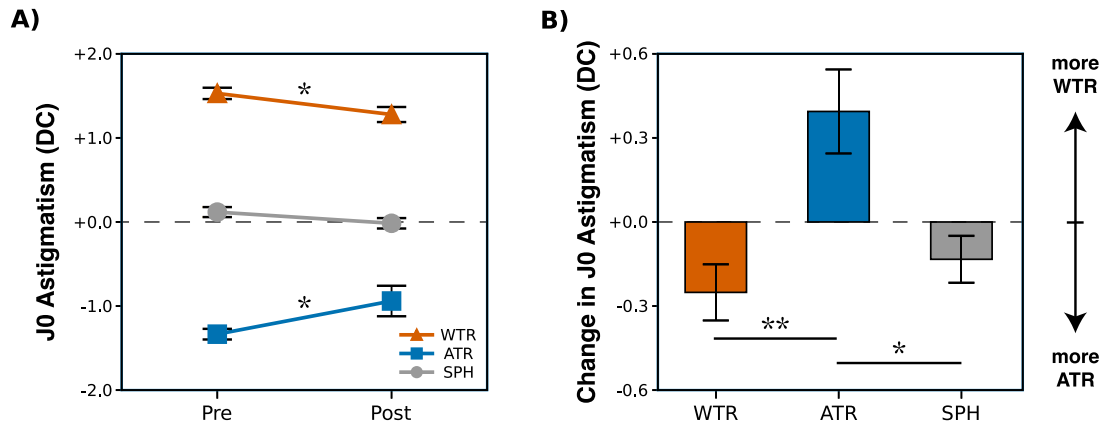 A)
J0 Astigmatism (DC)
+2.0
+1.0
+0.0
-1.0
-2.0
*
*
WTR
ATR
SPH
Pre
Post
B)
Change in J0 Astigmatism (DC)
+0.6
+0.3
+0.0
-0.3
-0.6
**
*
WTR
ATR
SPH
more
WTR
more
ATR